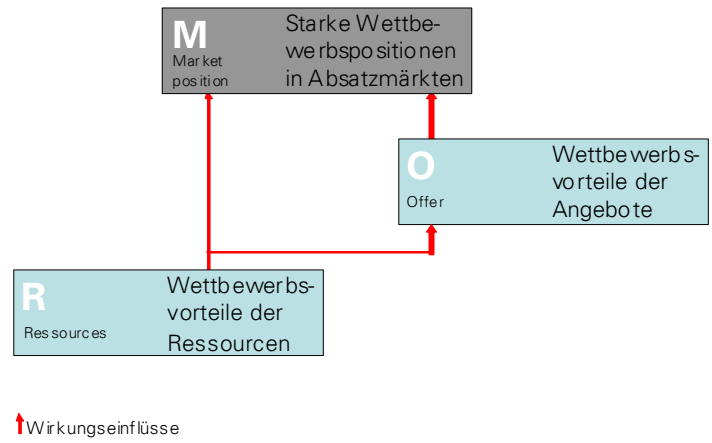 M
Market
position
Starke Wettbe-
werbspositionen
in Absatzmärkten
O
Offer
Wettbewerbs-
vorteile der
Angebote
R
Ressources
Wettbewerbs-
vorteile der
Ressourcen
Wirkungseinflüsse